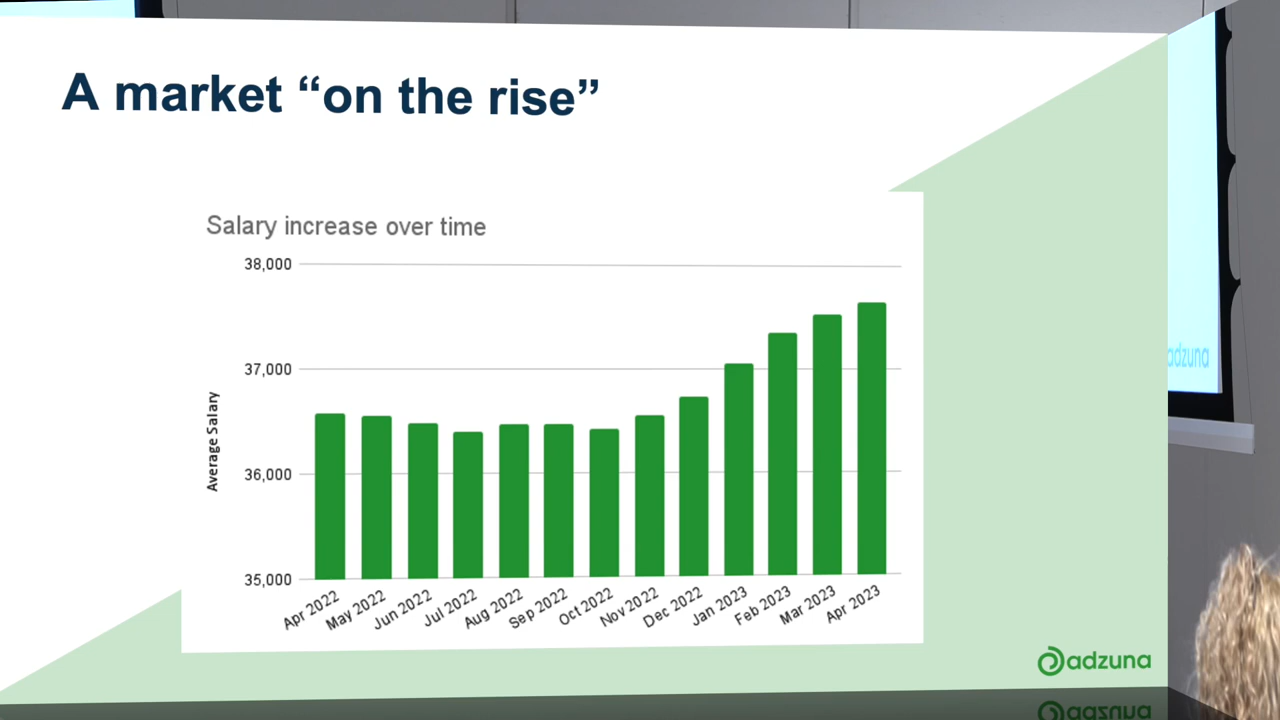 A market “on the rise”
Salary increase over time
38,000
37,000
36,000
35,000
Average Salary
Apr 2022
May 2022
Jun 2022
Jul 2022
Aug 2022
Sep 2022
Oct 2022
Nov 2022
Dec 2022
Jan 2023
Feb 2023
Mar 2023
Apr 2023
adzuna
adzuna
adzuna